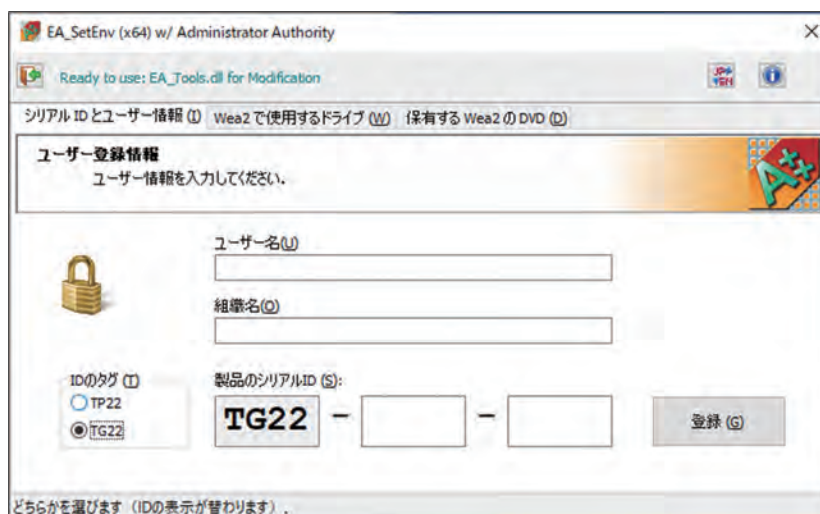 EA_SetEnv (x64) w/ Administrator Authority
Ready to use: EA_Tools.dll for Modification
JP
EN
シリアル IDとユーザー情報 (I) Wea2 で使用するドライブ (W) 保有する Wea2 の DVD (D)
ユーザー登録情報
ユーザー情報を入力してください.
A++
ユーザー名(U)
組織名(O)
IDのタグ (T)
製品のシリアルID (S):
TP22
TG22
TG22 - -
登録 (G)
どちらかを選びます (IDの表示が替わります) .